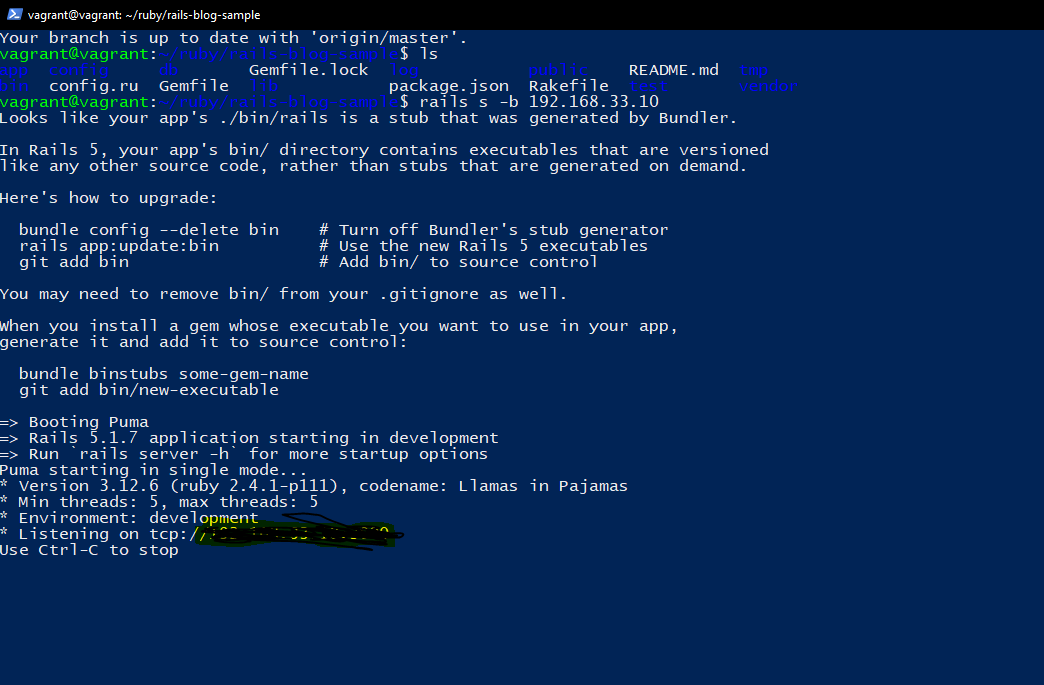 vagrant@vagrant: ~/ruby/rails-blog-sample
Your branch is up to date with 'origin/master'.
vagrant@vagrant:~/ruby/rails-blog-sample$ ls
app  config     db       Gemfile.lock  log           public    README.md  tmp
bin  config.ru  Gemfile  lib           package.json  Rakefile  test       vendor
vagrant@vagrant:~/ruby/rails-blog-sample$ rails s -b 192.168.33.10
Looks like your app's ./bin/rails is a stub that was generated by Bundler.
In Rails 5, your app's bin/ directory contains executables that are versioned
like any other source code, rather than stubs that are generated on demand.
Here's how to upgrade:
  bundle config --delete bin    # Turn off Bundler's stub generator
  rails app:update:bin          # Use the new Rails 5 executables
  git add bin                   # Add bin/ to source control
You may need to remove bin/ from your .gitignore as well.
When you install a gem whose executable you want to use in your app,
generate it and add it to source control:
  bundle binstubs some-gem-name
  git add bin/new-executable
=> Booting Puma
=> Rails 5.1.7 application starting in development
=> Run `rails server -h` for more startup options
Puma starting in single mode...
* Version 3.12.6 (ruby 2.4.1-p111), codename: Llamas in Pajamas
* Min threads: 5, max threads: 5
* Environment: development
* Listening on tcp://
Use Ctrl-C to stop